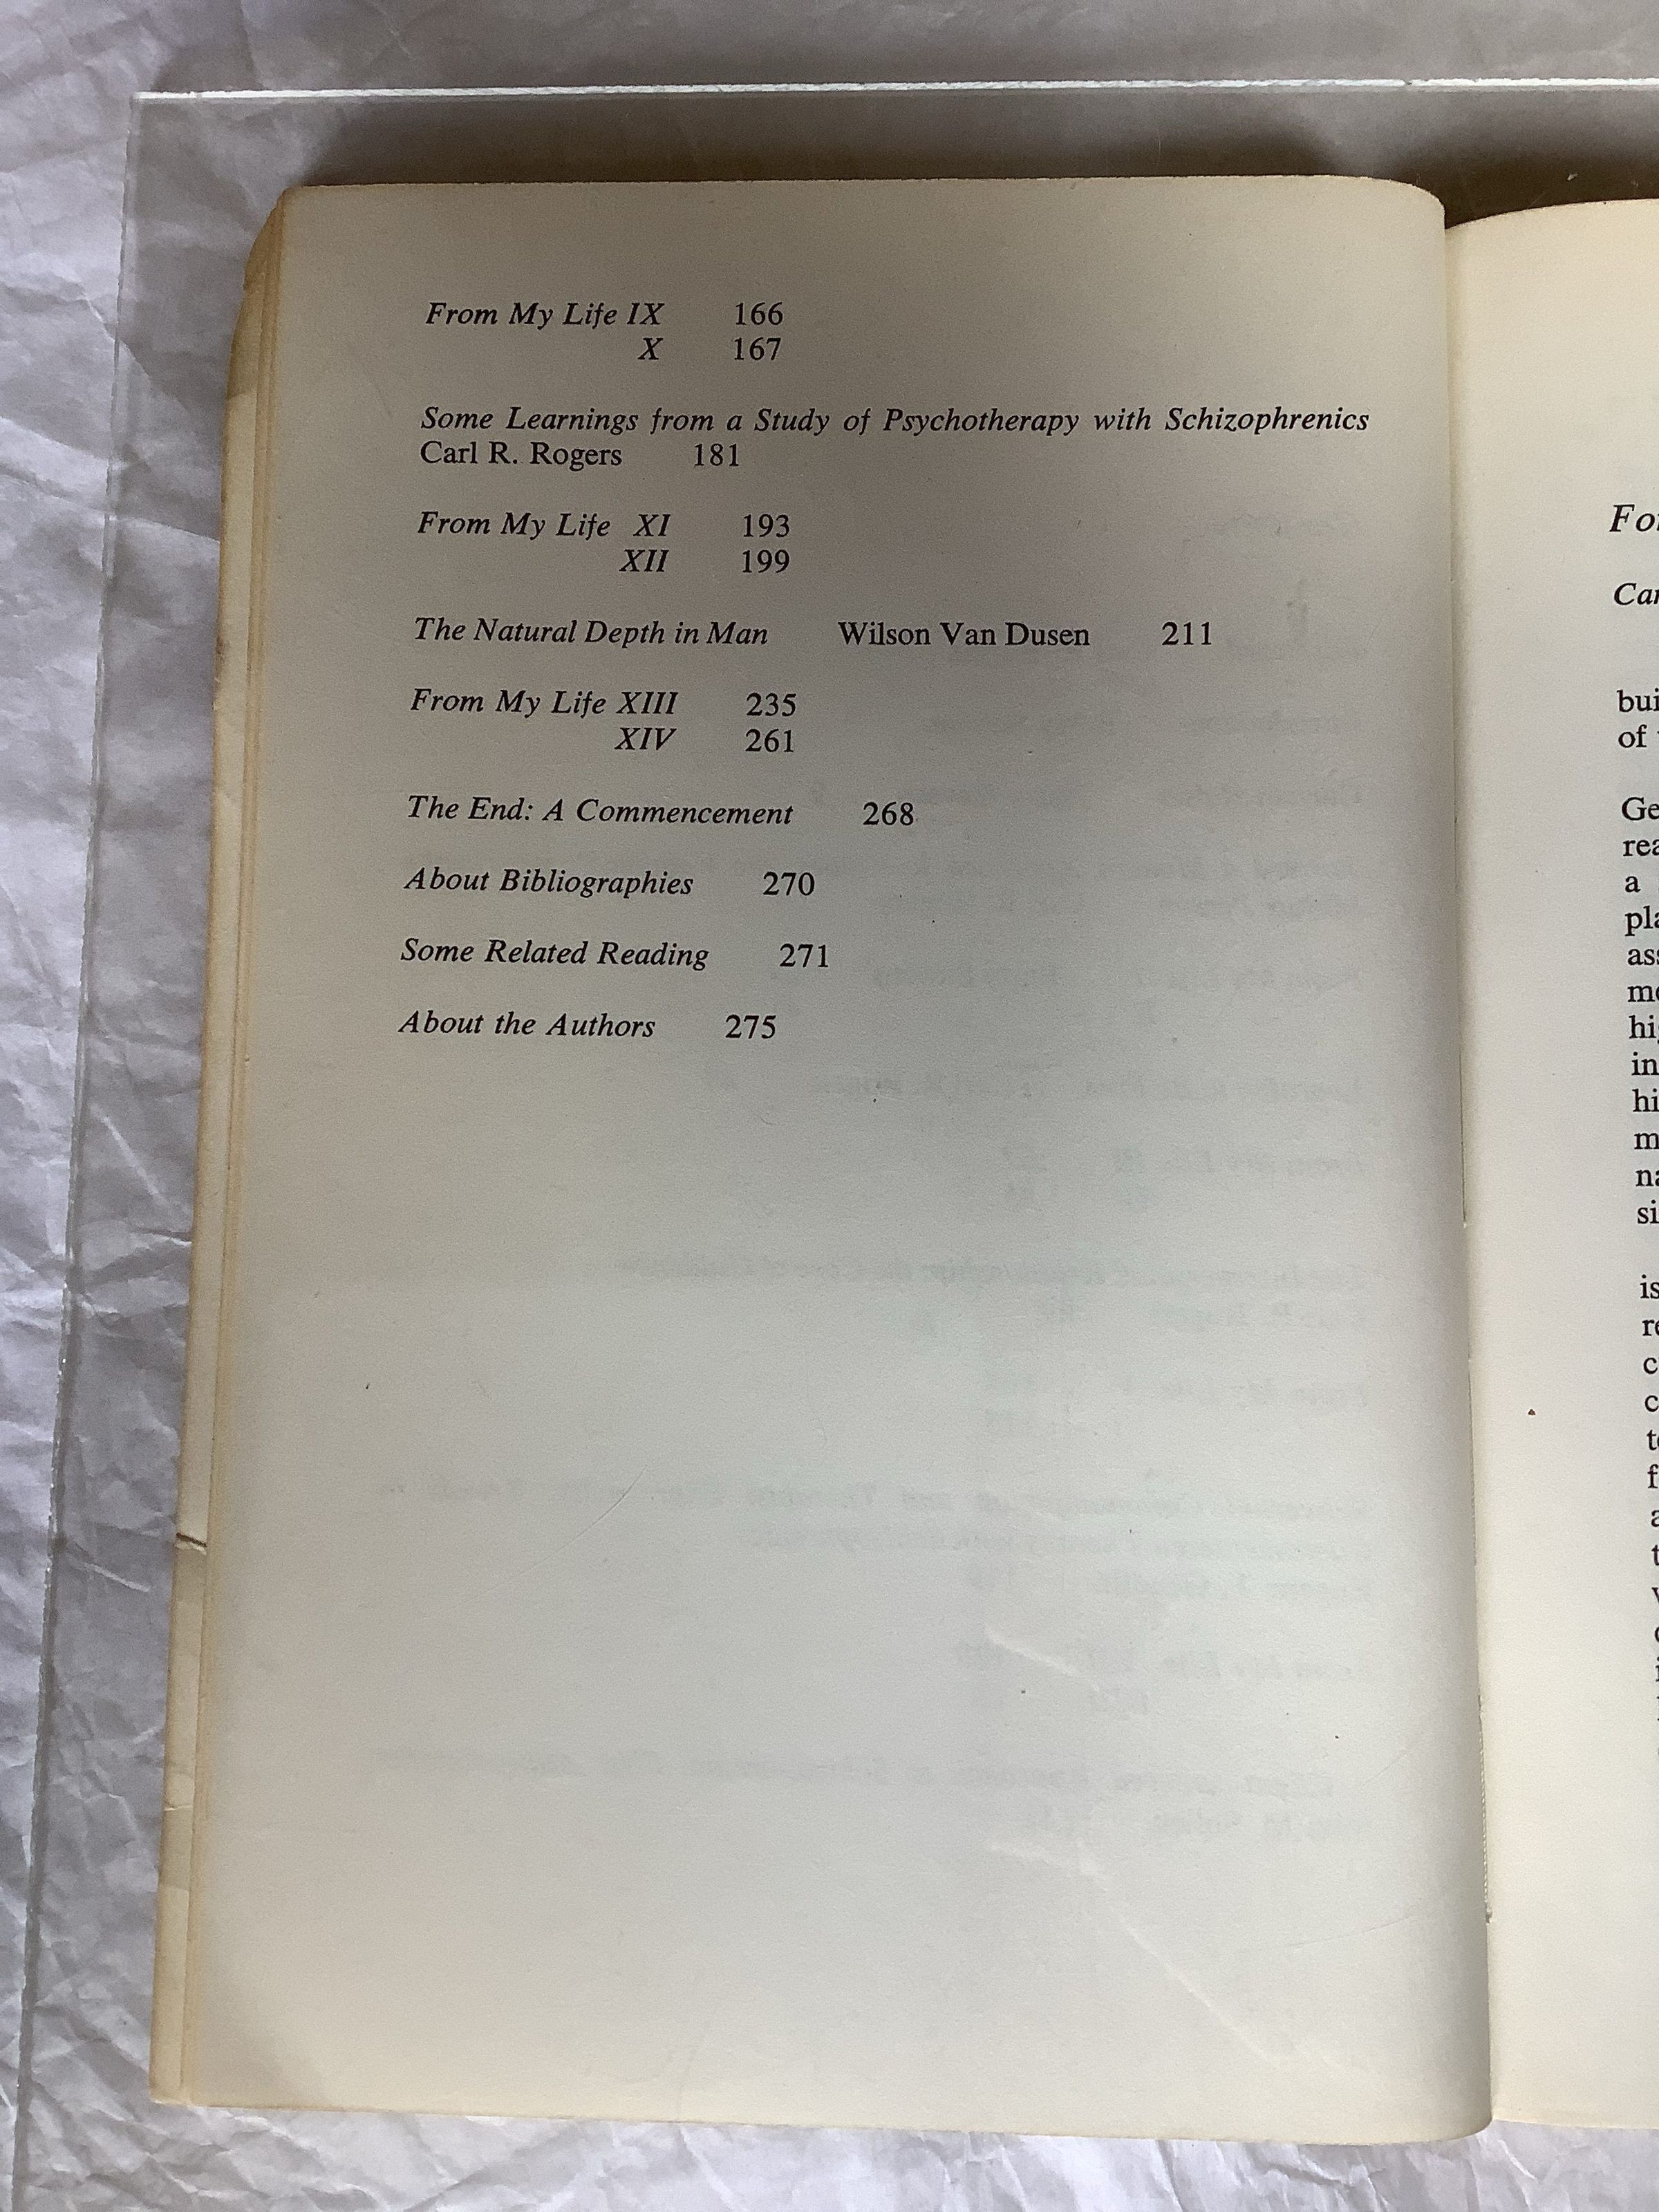 From My Life IX 166
X 167
Some Learnings from a Study of Psychotherapy with Schizophrenics
Carl R. Rogers 181
From My Life XI 193
XII 199
The Natural Depth in Man Wilson Van Dusen 211
From My Life XIII 235
XIV 261
The End: A Commencement 268
About Bibliographies 270
Some Related Reading 271
About the Authors 275
of
a
is